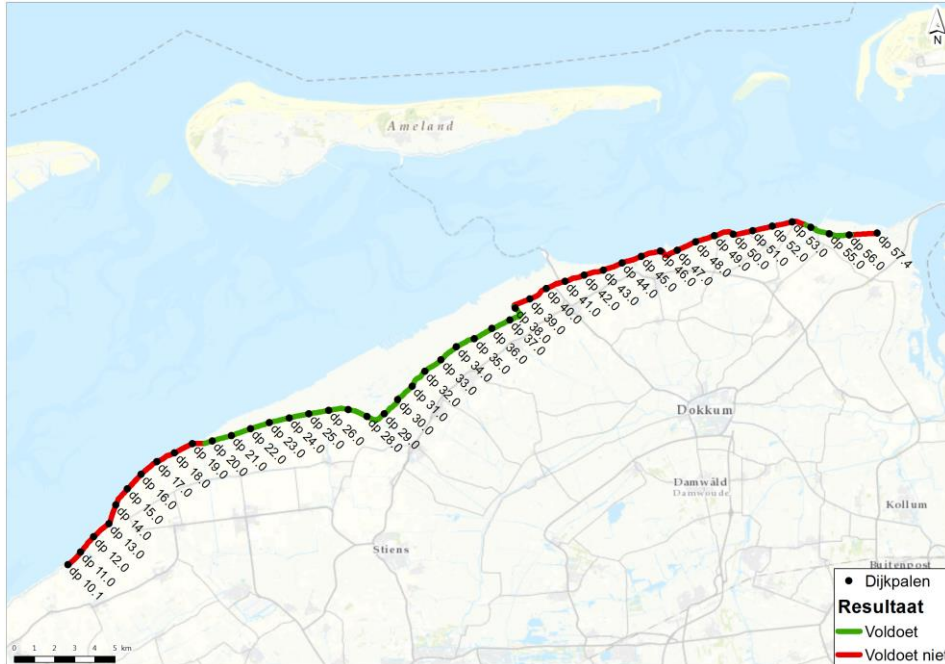 N
Ameland
dp 10.1
dp 11.0
dp 12.0
dp 13.0
dp 14.0
dp 15.0
dp 16.0
dp 17.0
dp 18.0
dp 19.0
dp 20.0
dp 21.0
dp 22.0
dp 23.0
dp 24.0
dp 25.0
dp 26.0
dp 28.0
dp 29.0
dp 30.0
dp 31.0
dp 32.0
dp 33.0
dp 34.0
dp 35.0
dp 36.0
dp 37.0
dp 38.0
dp 39.0
dp 40.0
dp 41.0
dp 42.0
dp 43.0
dp 44.0
dp 45.0
dp 46.0
dp 47.0
dp 48.0
dp 49.0
dp 50.0
dp 51.0
dp 52.0
dp 53.0
dp 55.0
dp 56.0
dp 57.4
Dokkum
Damwâld
Damwoude
Kollum
Stiens
Buitenpost
Dijkpalen
Resultaat
Voldoet
Voldoet niet
0 1 2 3 4 5 km